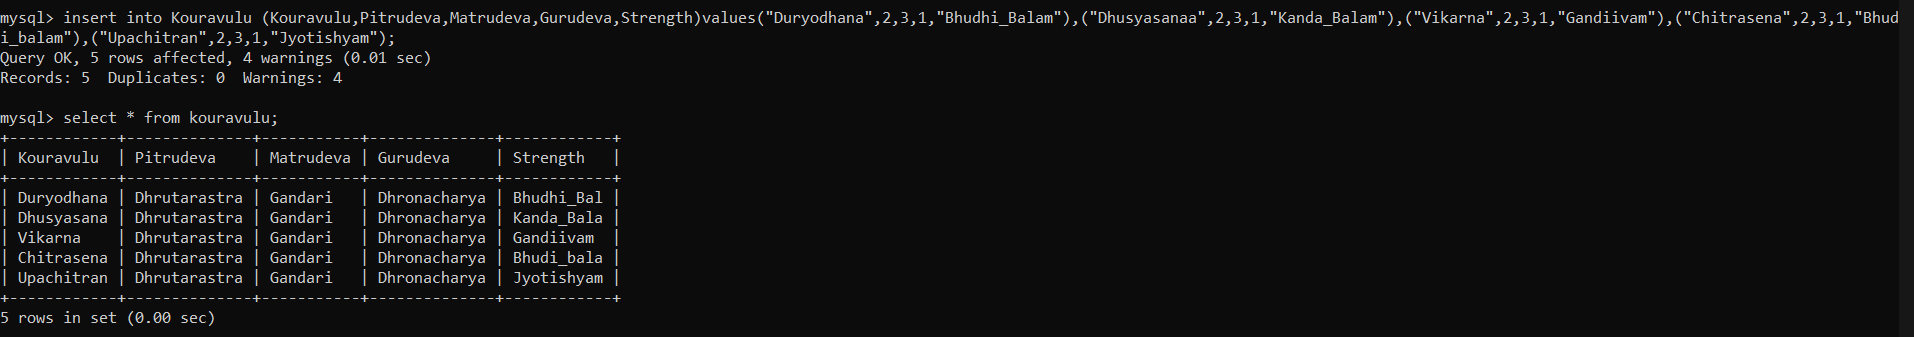 mysql> insert into Kouravulu (Kouravulu,Pitrudeva,Matrudeva,Gurudeva,Strength)values("Duryodhana",2,3,1,"Bhudhi_Balam"),("Dhusyasanaa",2,3,1,"Kanda_Balam"),("Vikarna",2,3,1,"Gandiivam"),("Chitrasena",2,3,1,"Bhud
i_balam"),("Upachitran",2,3,1,"Jyotishyam");
Query OK, 5 rows affected, 4 warnings (0.01 sec)
Records: 5  Duplicates: 0  Warnings: 4

mysql> select * from kouravulu;
+------------+--------------+-----------+--------------+------------+
| Kouravulu  | Pitrudeva    | Matrudeva | Gurudeva     | Strength   |
+------------+--------------+-----------+--------------+------------+
| Duryodhana | Dhrutarastra | Gandari   | Dhronacharya | Bhudhi_Bal |
| Dhusyasana | Dhrutarastra | Gandari   | Dhronacharya | Kanda_Bala |
| Vikarna    | Dhrutarastra | Gandari   | Dhronacharya | Gandiivam  |
| Chitrasena | Dhrutarastra | Gandari   | Dhronacharya | Bhudi_bala |
| Upachitran | Dhrutarastra | Gandari   | Dhronacharya | Jyotishyam |
+------------+--------------+-----------+--------------+------------+
5 rows in set (0.00 sec)